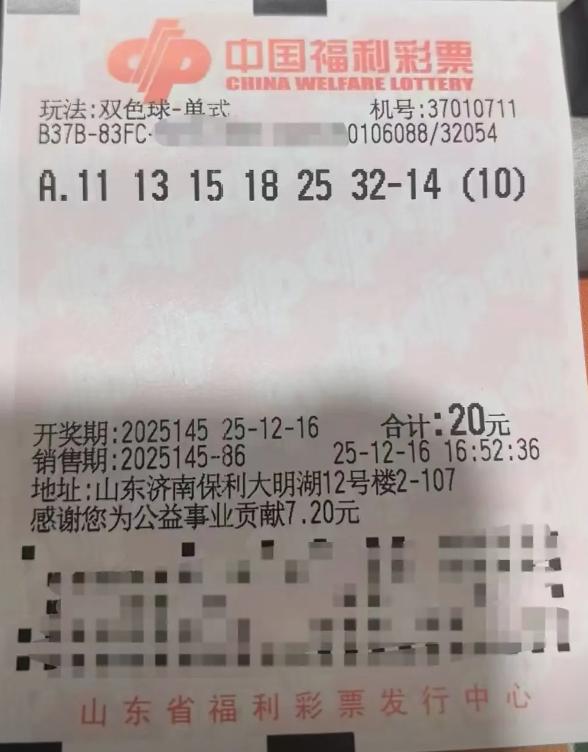 中国福利彩票
CHINA WELFARE LOTTERY
玩法:双色球-单式 机号:37010711
B37B-83FC- 0106088/32054
A.11 13 15 18 25 32-14 (10)
开奖期:2025145 25-12-16 合计:20元
销售期:2025145-86 25-12-16 16:52:36
地址:山东济南保利大明湖12号楼2-107
感谢您为公益事业贡献7.20元
山东省福利彩票发行中心